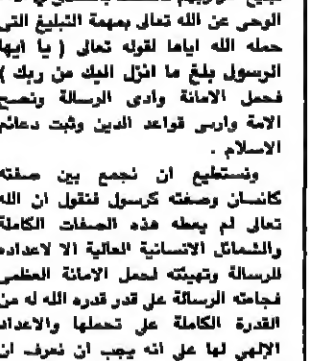 الوحى عن الله تعالى بمهمة التبليغ التى
حمله الله اياها لقوله تعالى ( يا ايها
الرسول بلغ ما انزل اليك من ربك )
فحمل الامانة وأدى الرسالة ونصح
الامة وارسى قواعد الدين وثبت دعائم
الاسلام .
ونستطيع ان نجمع بين صفته
كانسان وصفته كرسول فنقول ان الله
تعالى لم يعطه هذه الصفات الكاملة
والشمائل الانسانية العالية الا لاعداده
للرسالة وتهيئته لحمل الامانة العظمى
فجاءته الرسالة على قدر قدره الله له من
القدرة الكاملة على تحملها والاعداد
الإلهى لها على انه يجب ان نعرف ان